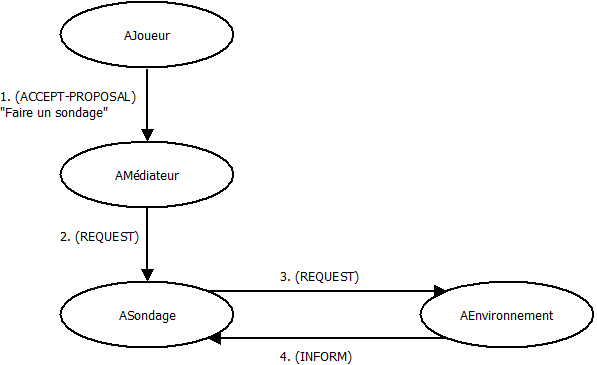 AJoueur
1. (ACCEPT-PROPOSAL)
"Faire un sondage"
AMédiateur
2. (REQUEST)
3. (REQUEST)
ASondage
AEnvironnement
4. (INFORM)